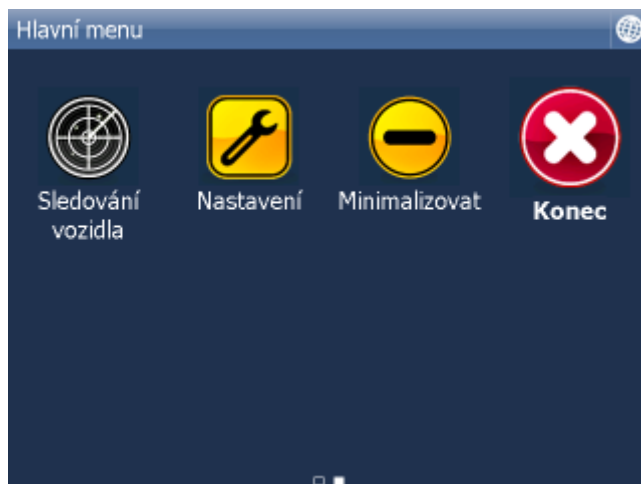 Hlavní menu
Sledování
vozidla
Nastavení
Minimalizovat
Konec